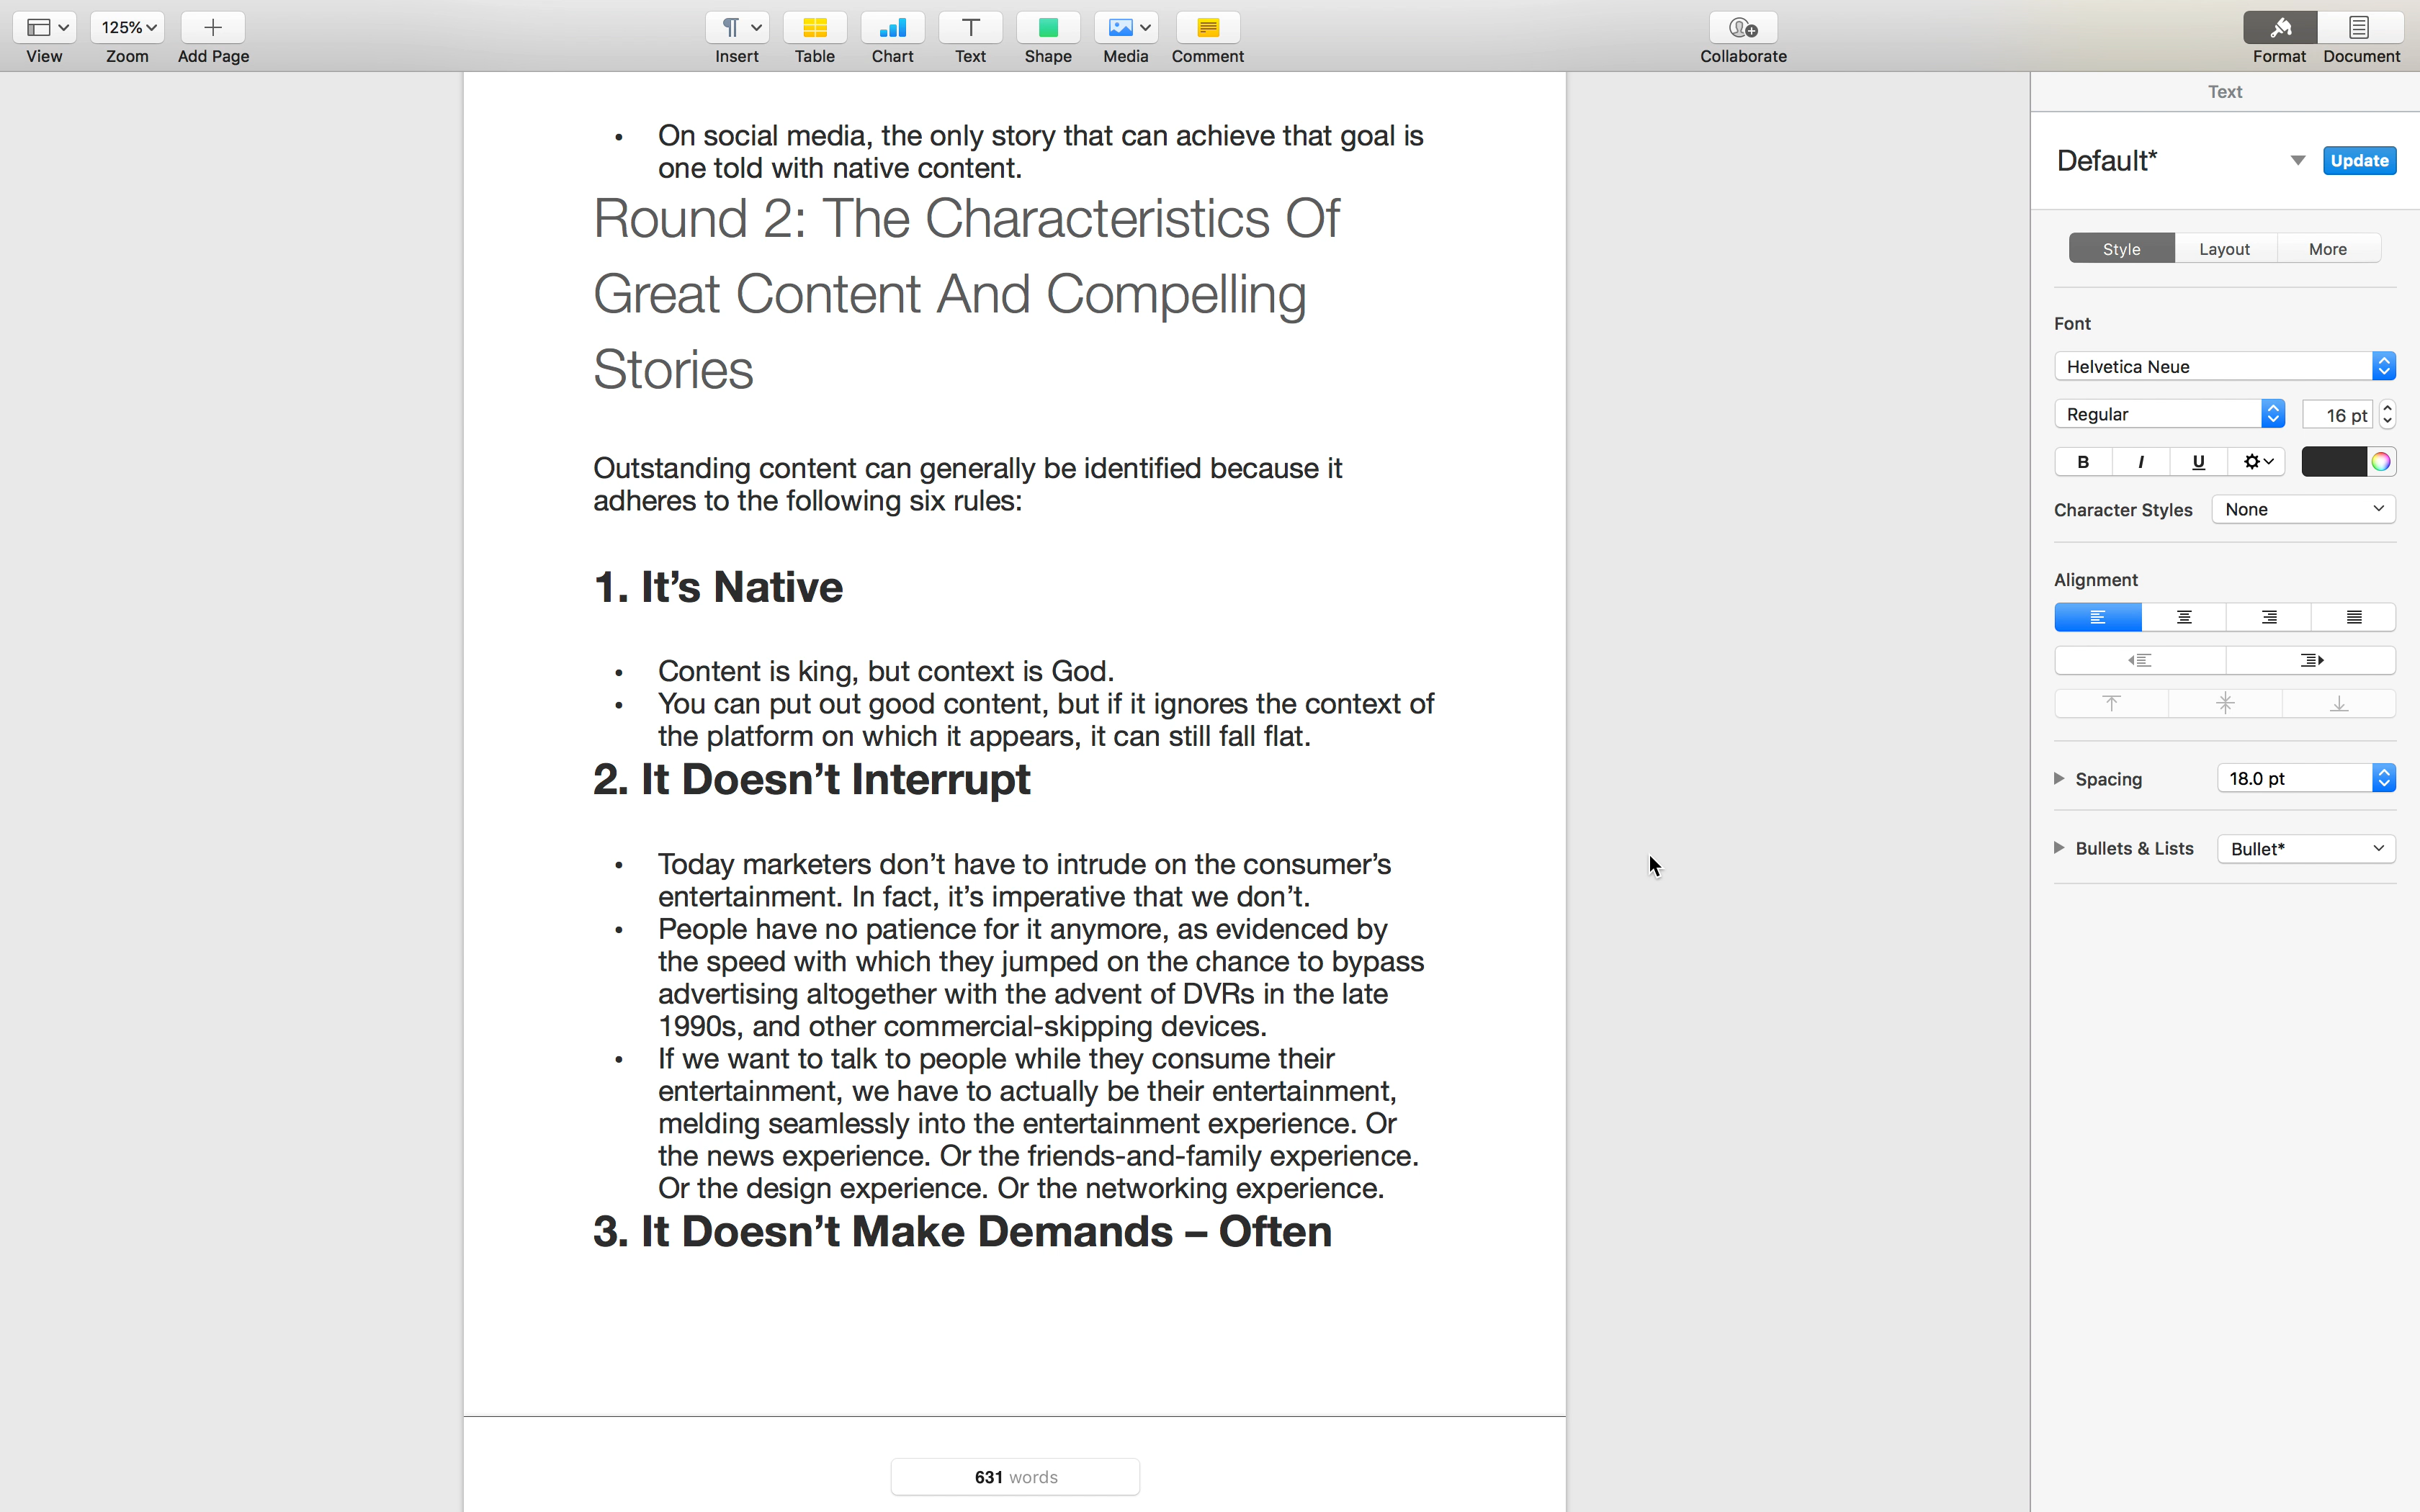 125%
View
Zoom
Add Page
Insert
Table
Chart
Text
Shape
Media
Comment
Collaborate
Format
Document
• On social media, the only story that can achieve that goal is
one told with native content.
Round 2: The Characteristics Of
Great Content And Compelling
Stories
Outstanding content can generally be identified because it
adheres to the following six rules:
1. It’s Native
• Content is king, but context is God.
• You can put out good content, but if it ignores the context of
the platform on which it appears, it can still fall flat.
2. It Doesn’t Interrupt
• Today marketers don’t have to intrude on the consumer’s
entertainment. In fact, it’s imperative that we don’t.
• People have no patience for it anymore, as evidenced by
the speed with which they jumped on the chance to bypass
advertising altogether with the advent of DVRs in the late
1990s, and other commercial-skipping devices.
• If we want to talk to people while they consume their
entertainment, we have to actually be their entertainment,
melding seamlessly into the entertainment experience. Or
the news experience. Or the friends-and-family experience.
Or the design experience. Or the networking experience.
3. It Doesn’t Make Demands – Often
631 words
Text
Default*
Update
Style
Layout
More
Font
Helvetica Neue
Regular
16 pt
B
I
U
Character Styles
None
Alignment
Spacing
18.0 pt
Bullets & Lists
Bullet*